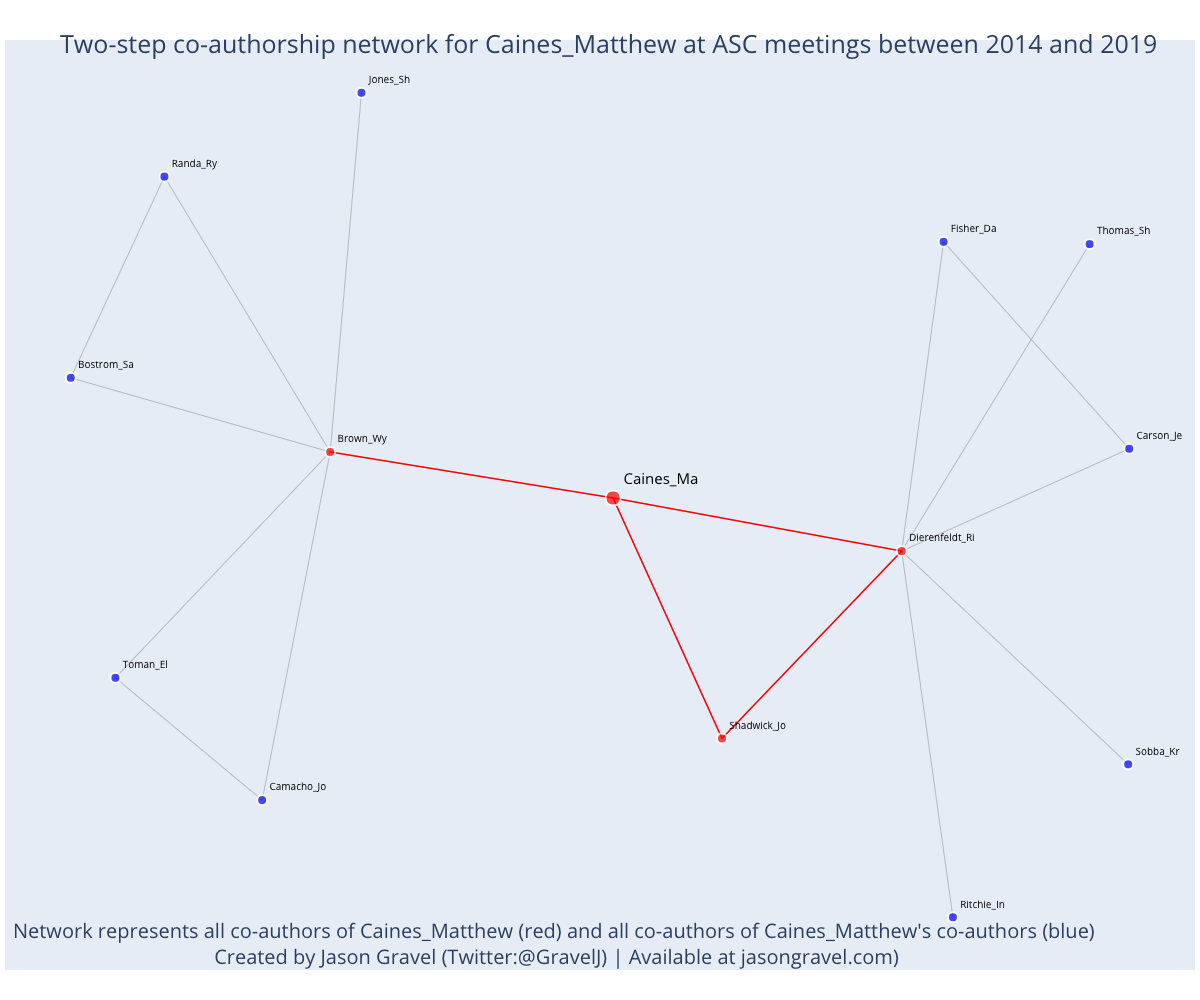 Two-step co-authorship network for Caines_Matthew at ASC meetings between 2014 and 2019
Jones_Sh
Randa_Ry
Fisher_Da
Thomas_Sh
Bostrom_Sa
Brown_Wy
Carson_Je
Caines_Ma
Dierenfeldt_Ri
Toman_El
Shadwick_Jo
Sobba_Kr
Camacho_Jo
Ritchie_In
Network represents all co-authors of Caines_Matthew (red) and all co-authors of Caines_Matthew's co-authors (blue)
Created by Jason Gravel (Twitter:@GravelJ) | Available at jasongravel.com)